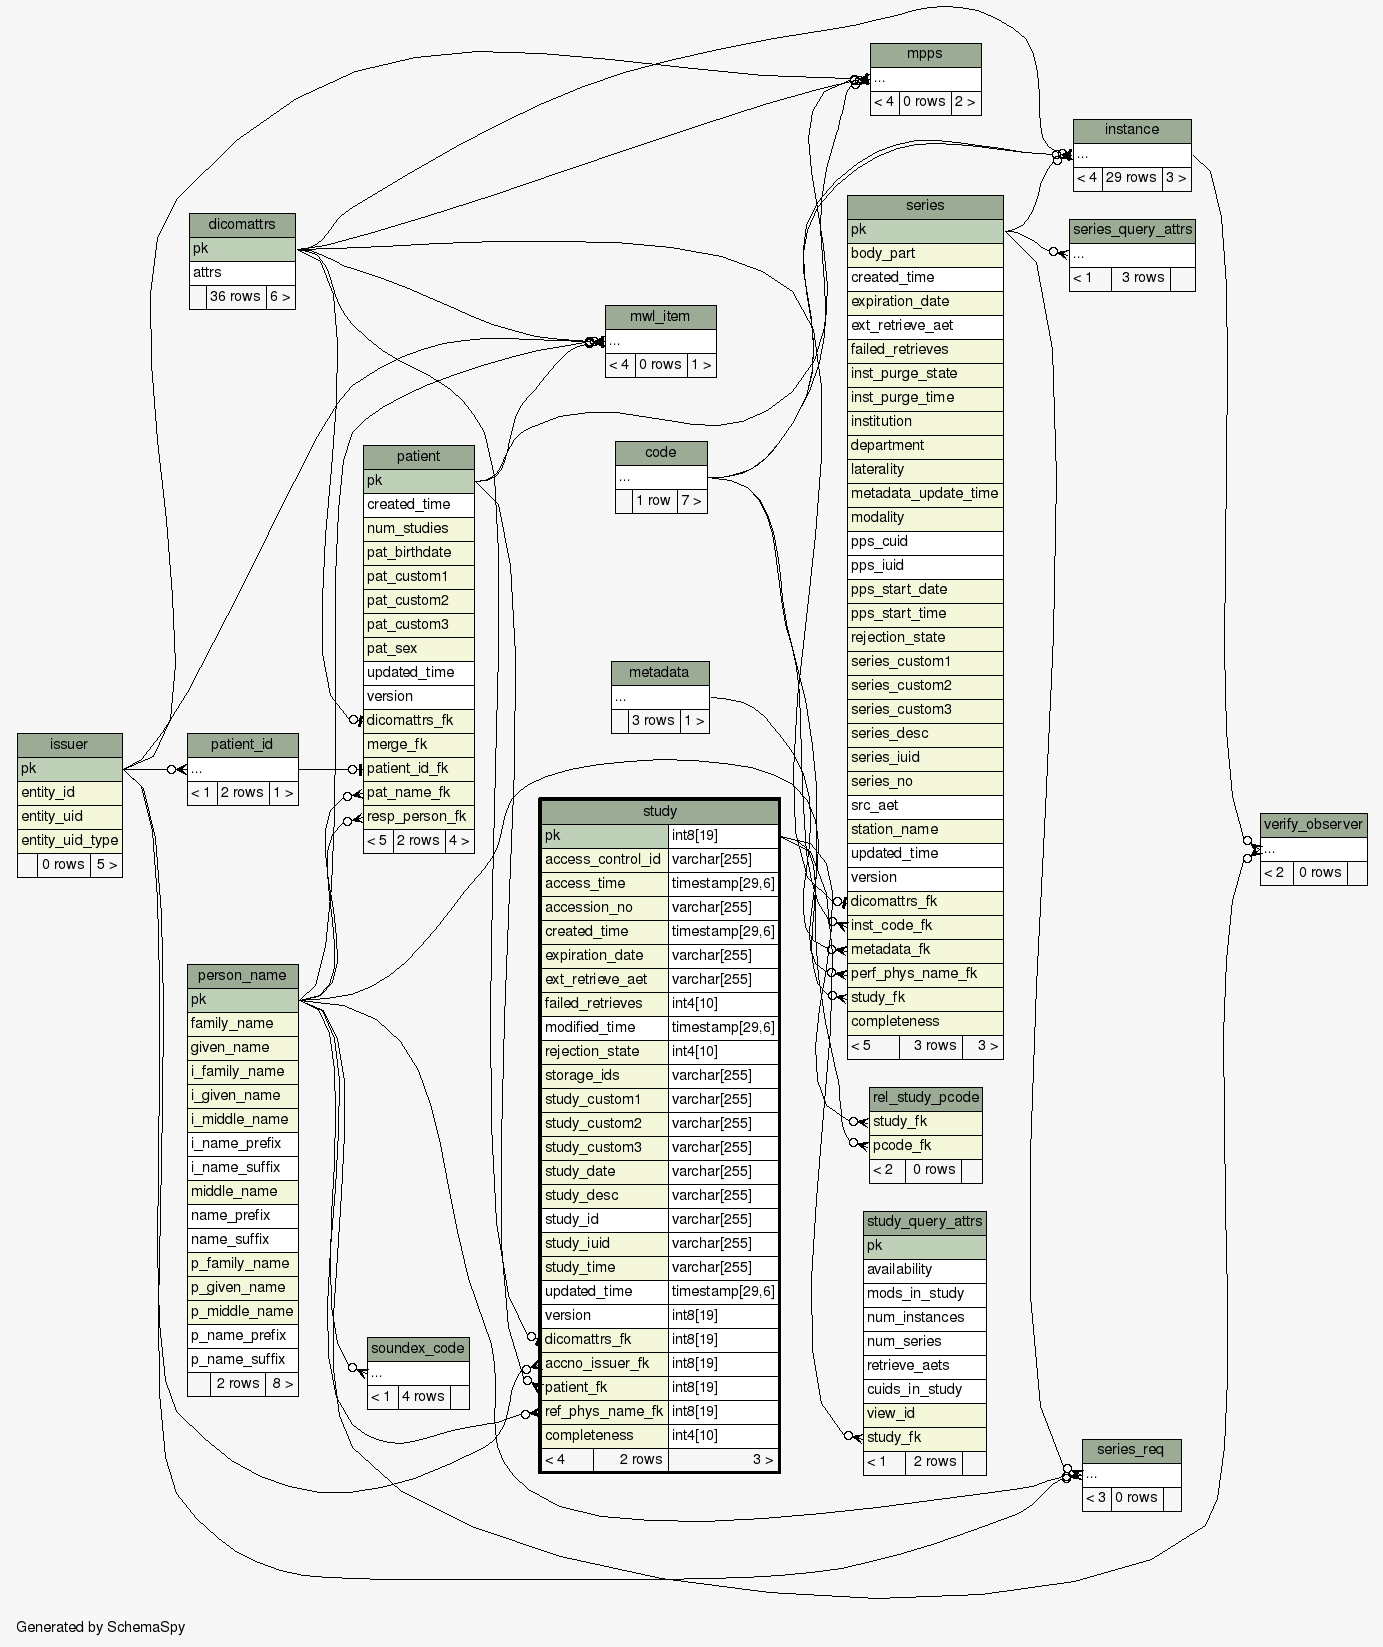 mpps
...
< 4 0 rows 2 >
instance
...
< 4 29 rows 3 >
dicomattrs
pk
attrs
36 rows 6 >
series
pk
body_part
created_time
expiration_date
ext_retrieve_aet
failed_retrieves
inst_purge_state
inst_purge_time
institution
department
laterality
metadata_update_time
modality
pps_cuid
pps_iuid
pps_start_date
pps_start_time
rejection_state
series_custom1
series_custom2
series_custom3
series_desc
series_iuid
series_no
src_aet
station_name
updated_time
version
dicomattrs_fk
inst_code_fk
metadata_fk
perf_phys_name_fk
study_fk
completeness
< 5 3 rows 3 >
series_query_attrs
...
< 1 3 rows
mwl_item
...
< 4 0 rows 1 >
patient
pk
created_time
num_studies
pat_birthdate
pat_custom1
pat_custom2
pat_custom3
pat_sex
updated_time
version
dicomattrs_fk
merge_fk
patient_id_fk
pat_name_fk
resp_person_fk
< 5 2 rows 4 >
code
...
1 row 7 >
metadata
...
3 rows 1 >
issuer
pk
entity_id
entity_uid
entity_uid_type
0 rows 5 >
patient_id
...
< 1 2 rows 1 >
study
pk int8[19]
access_control_id varchar[255]
access_time timestamp[29,6]
accession_no varchar[255]
created_time timestamp[29,6]
expiration_date varchar[255]
ext_retrieve_aet varchar[255]
failed_retrieves int4[10]
modified_time timestamp[29,6]
rejection_state int4[10]
storage_ids varchar[255]
study_custom1 varchar[255]
study_custom2 varchar[255]
study_custom3 varchar[255]
study_date varchar[255]
study_desc varchar[255]
study_id varchar[255]
study_iuid varchar[255]
study_time varchar[255]
updated_time timestamp[29,6]
version int8[19]
dicomattrs_fk int8[19]
accno_issuer_fk int8[19]
patient_fk int8[19]
ref_phys_name_fk int8[19]
completeness int4[10]
< 4 2 rows 3 >
verify_observer
...
< 2 0 rows
person_name
pk
family_name
given_name
i_family_name
i_given_name
i_middle_name
i_name_prefix
i_name_suffix
middle_name
name_prefix
name_suffix
p_family_name
p_given_name
p_middle_name
p_name_prefix
p_name_suffix
2 rows 8 >
rel_study_pcode
study_fk
pcode_fk
< 2 0 rows
study_query_attrs
pk
availability
mods_in_study
num_instances
num_series
retrieve_aets
cuids_in_study
view_id
study_fk
< 1 2 rows
soundex_code
...
< 1 4 rows
series_req
...
< 3 0 rows
Generated by SchemaSpy